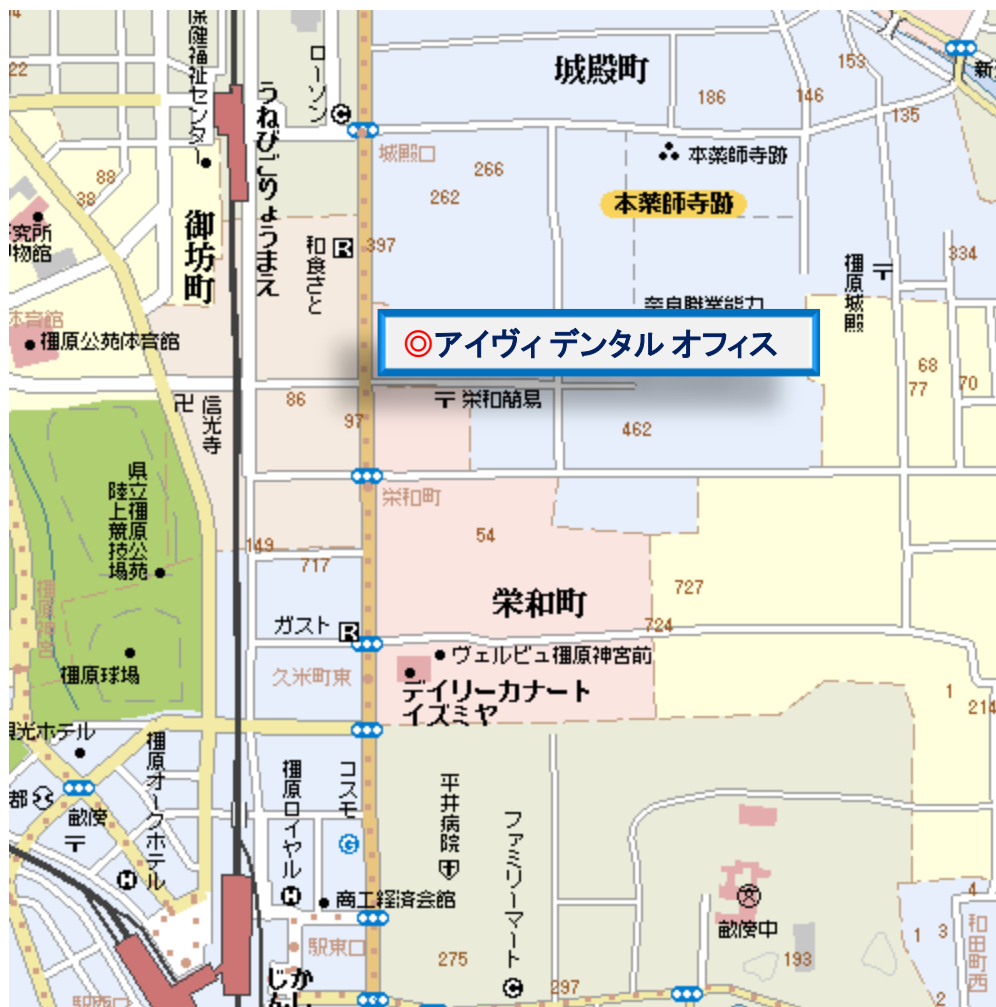 保健福祉センター
ローソン
うねびごりょうまえ
城殿町
153
186
146
135
22
城殿口
266
262
本薬師寺跡
本薬師寺跡
88
38
御坊町
和食さと
397
橿原城殿
334
橿原公苑体育館
◎アイヴィ デンタル オフィス
68
77
70
信光寺
86
97
栄和簡易
462
県立橿原公苑
陸上競技場
栄和町
54
149
717
栄和町
727
724
ガスト
橿原神宮
橿原球場
久米町東
ヴェルビュ橿原神宮前
デイリーカナート
イズミヤ
1
214
観光ホテル
橿原オークホテル
橿原ロイヤル
コスモ
平井病院
ファミリーマート
畝傍
商工経済会館
畝傍中
4
1
3
和田町西
駅東口
275
193
297
2
駅西口